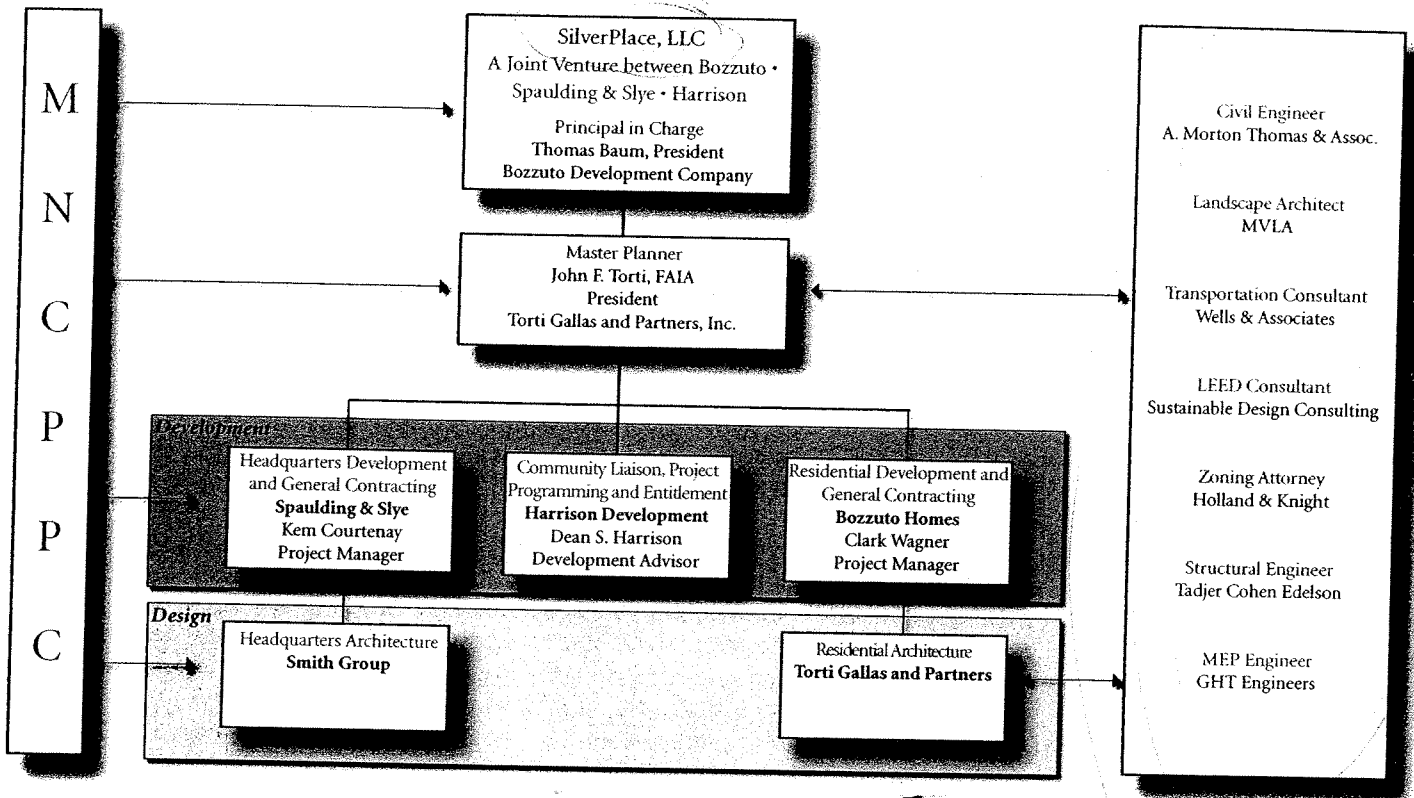 M
N
C
P
P
C
SilverPlace, LLC
A Joint Venture between Bozzuto •
Spaulding & Slye • Harrison
Principal in Charge
Thomas Baum, President
Bozzuto Development Company
Master Planner
John F. Torti, FAIA
President
Torti Gallas and Partners, Inc.
Development
Headquarters Development
and General Contracting
Spaulding & Slye
Kem Courtenay
Project Manager
Community Liaison, Project
Programming and Entitlement
Harrison Development
Dean S. Harrison
Development Advisor
Residential Development and
General Contracting
Bozzuto Homes
Clark Wagner
Project Manager
Design
Headquarters Architecture
Smith Group
Residential Architecture
Torti Gallas and Partners
Civil Engineer
A. Morton Thomas & Assoc.
Landscape Architect
MVLA
Transportation Consultant
Wells & Associates
LEED Consultant
Sustainable Design Consulting
Zoning Attorney
Holland & Knight
Structural Engineer
Tadjer Cohen Edelson
MEP Engineer
GHT Engineers